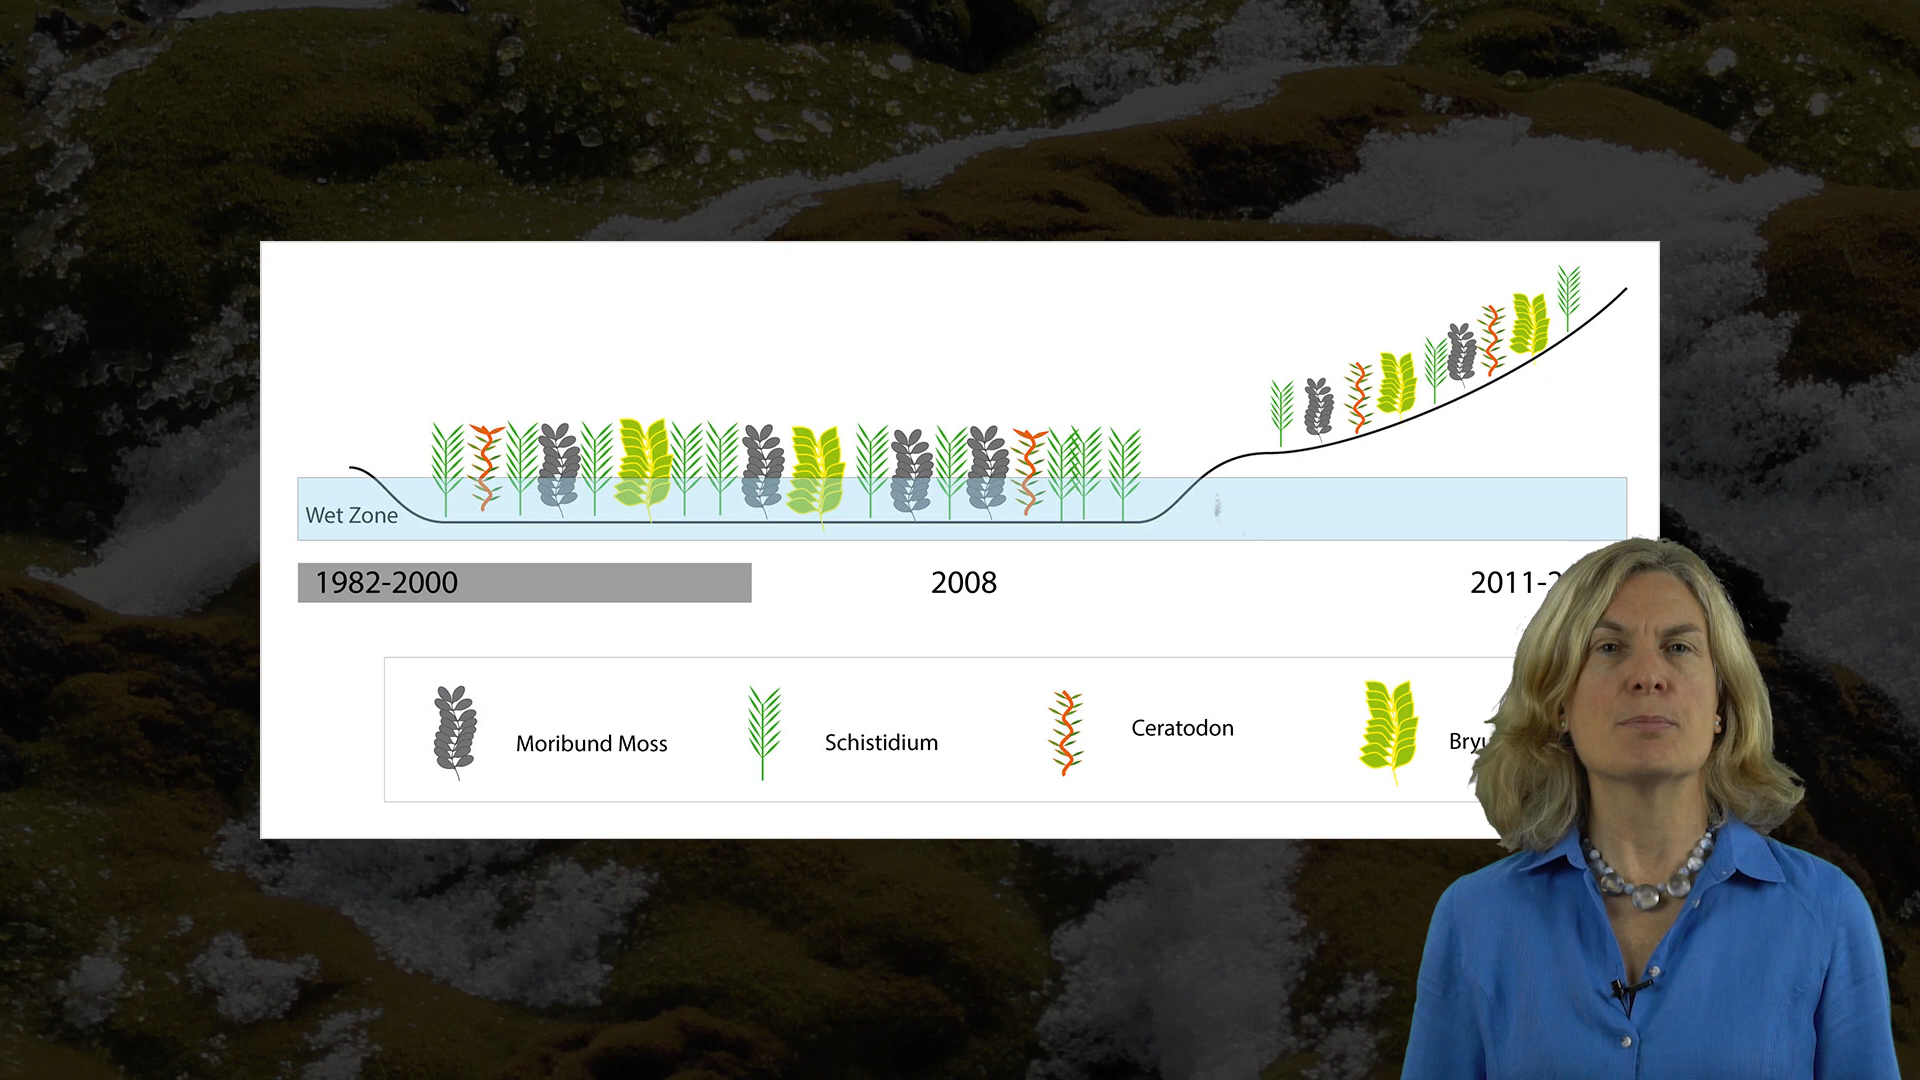 Wet Zone
1982-2000
2008
Moribund Moss
Schistidium
Ceratodon